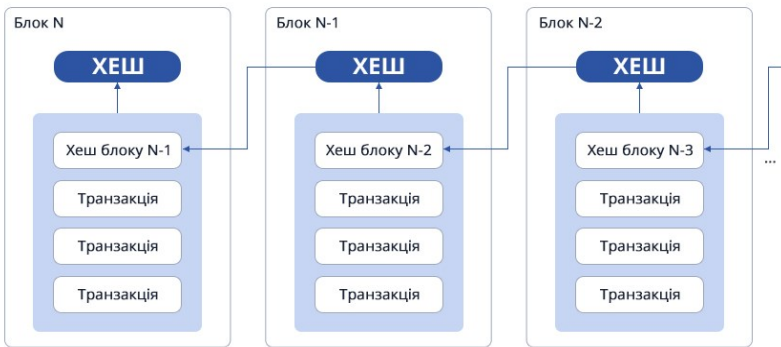 Блок N
ХЕШ
Хеш блоку N-1
Транзакція
Транзакція
Транзакція
Блок N-1
ХЕШ
Хеш блоку N-2
Транзакція
Транзакція
Транзакція
Блок N-2
ХЕШ
Хеш блоку N-3
Транзакція
Транзакція
Транзакція
...